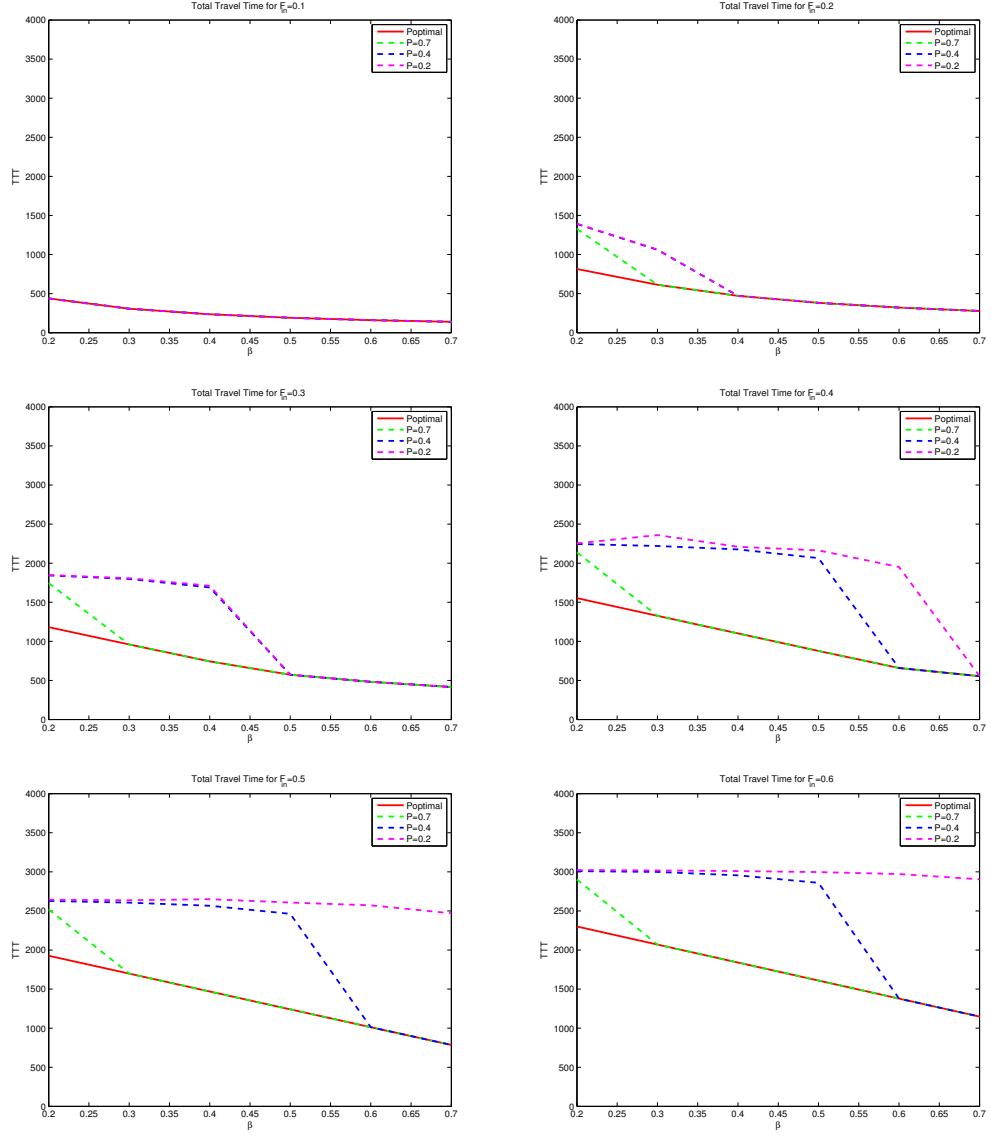 Total Travel Time for F_in=0.1
4000
3500
3000
2500
2000
1500
1000
500
0
TTT
0.2 0.25 0.3 0.35 0.4 0.45 0.5 0.55 0.6 0.65 0.7
β
Poptimal
P=0.7
P=0.4
P=0.2
Total Travel Time for F_in=0.2
4000
3500
3000
2500
2000
1500
1000
500
0
TTT
0.2 0.25 0.3 0.35 0.4 0.45 0.5 0.55 0.6 0.65 0.7
β
Poptimal
P=0.7
P=0.4
P=0.2
Total Travel Time for F_in=0.3
4000
3500
3000
2500
2000
1500
1000
500
0
TTT
0.2 0.25 0.3 0.35 0.4 0.45 0.5 0.55 0.6 0.65 0.7
β
Poptimal
P=0.7
P=0.4
P=0.2
Total Travel Time for F_in=0.4
4000
3500
3000
2500
2000
1500
1000
500
0
TTT
0.2 0.25 0.3 0.35 0.4 0.45 0.5 0.55 0.6 0.65 0.7
β
Poptimal
P=0.7
P=0.4
P=0.2
Total Travel Time for F_in=0.5
4000
3500
3000
2500
2000
1500
1000
500
0
TTT
0.2 0.25 0.3 0.35 0.4 0.45 0.5 0.55 0.6 0.65 0.7
β
Poptimal
P=0.7
P=0.4
P=0.2
Total Travel Time for F_in=0.6
4000
3500
3000
2500
2000
1500
1000
500
0
TTT
0.2 0.25 0.3 0.35 0.4 0.45 0.5 0.55 0.6 0.65 0.7
β
Poptimal
P=0.7
P=0.4
P=0.2